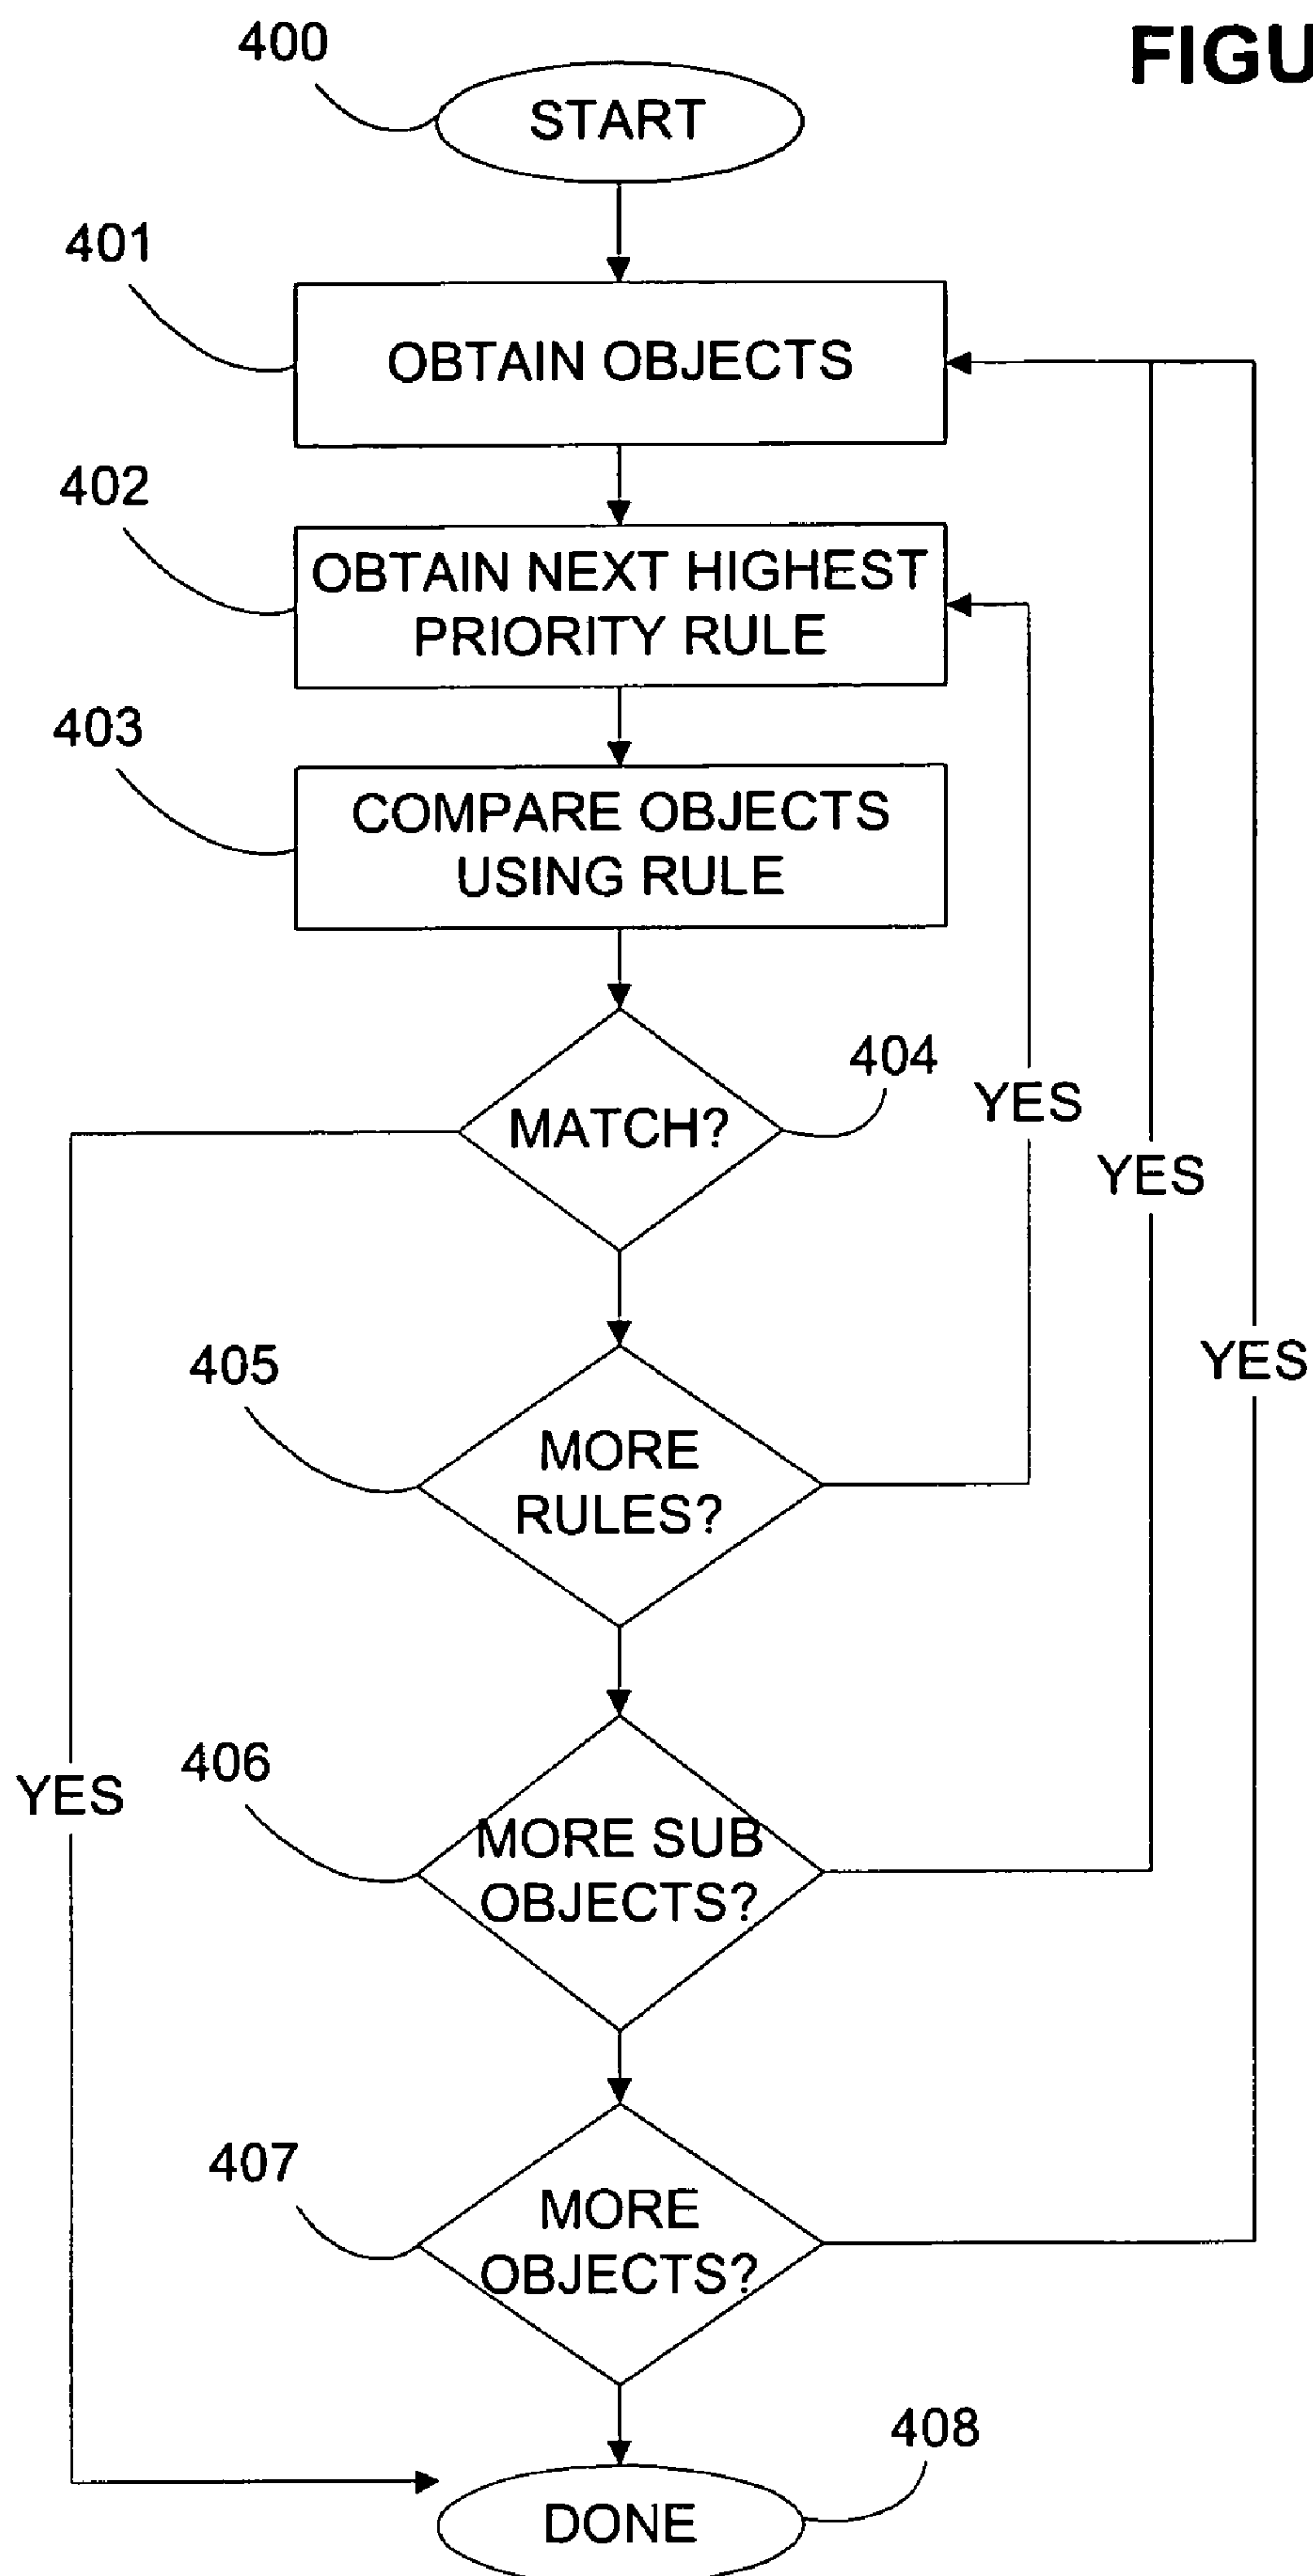 FIGU
400
START
401
OBTAIN OBJECTS
402
OBTAIN NEXT HIGHEST
PRIORITY RULE
403
COMPARE OBJECTS
USING RULE
404
MATCH?
YES
YES
405
MORE
RULES?
YES
406
MORE SUB
OBJECTS?
YES
407
MORE
OBJECTS?
408
DONE